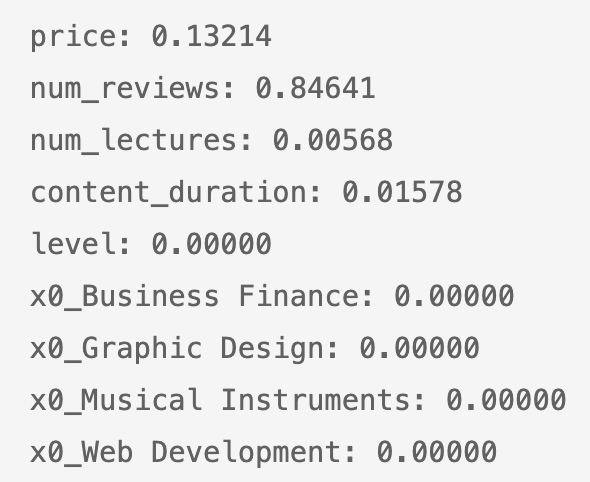 price: 0.13214
num_reviews: 0.84641
num_lectures: 0.00568
content_duration: 0.01578
level: 0.00000
x0_Business Finance: 0.00000
x0_Graphic Design: 0.00000
x0_Musical Instruments: 0.00000
x0_Web Development: 0.00000